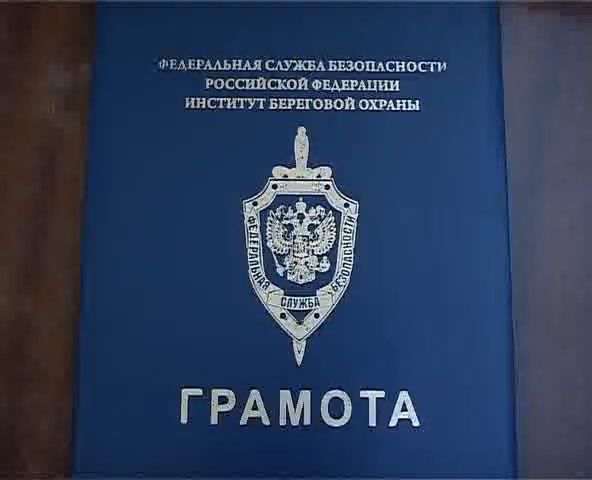 ФЕДЕРАЛЬНАЯ СЛУЖБА БЕЗОПАСНОСТИ
РОССИЙСКОЙ ФЕДЕРАЦИИ
ИНСТИТУТ БЕРЕГОВОЙ ОХРАНЫ
ФЕДЕРАЛЬНАЯ
СЛУЖБА
БЕЗОПАСНОСТИ
ГРАМОТА